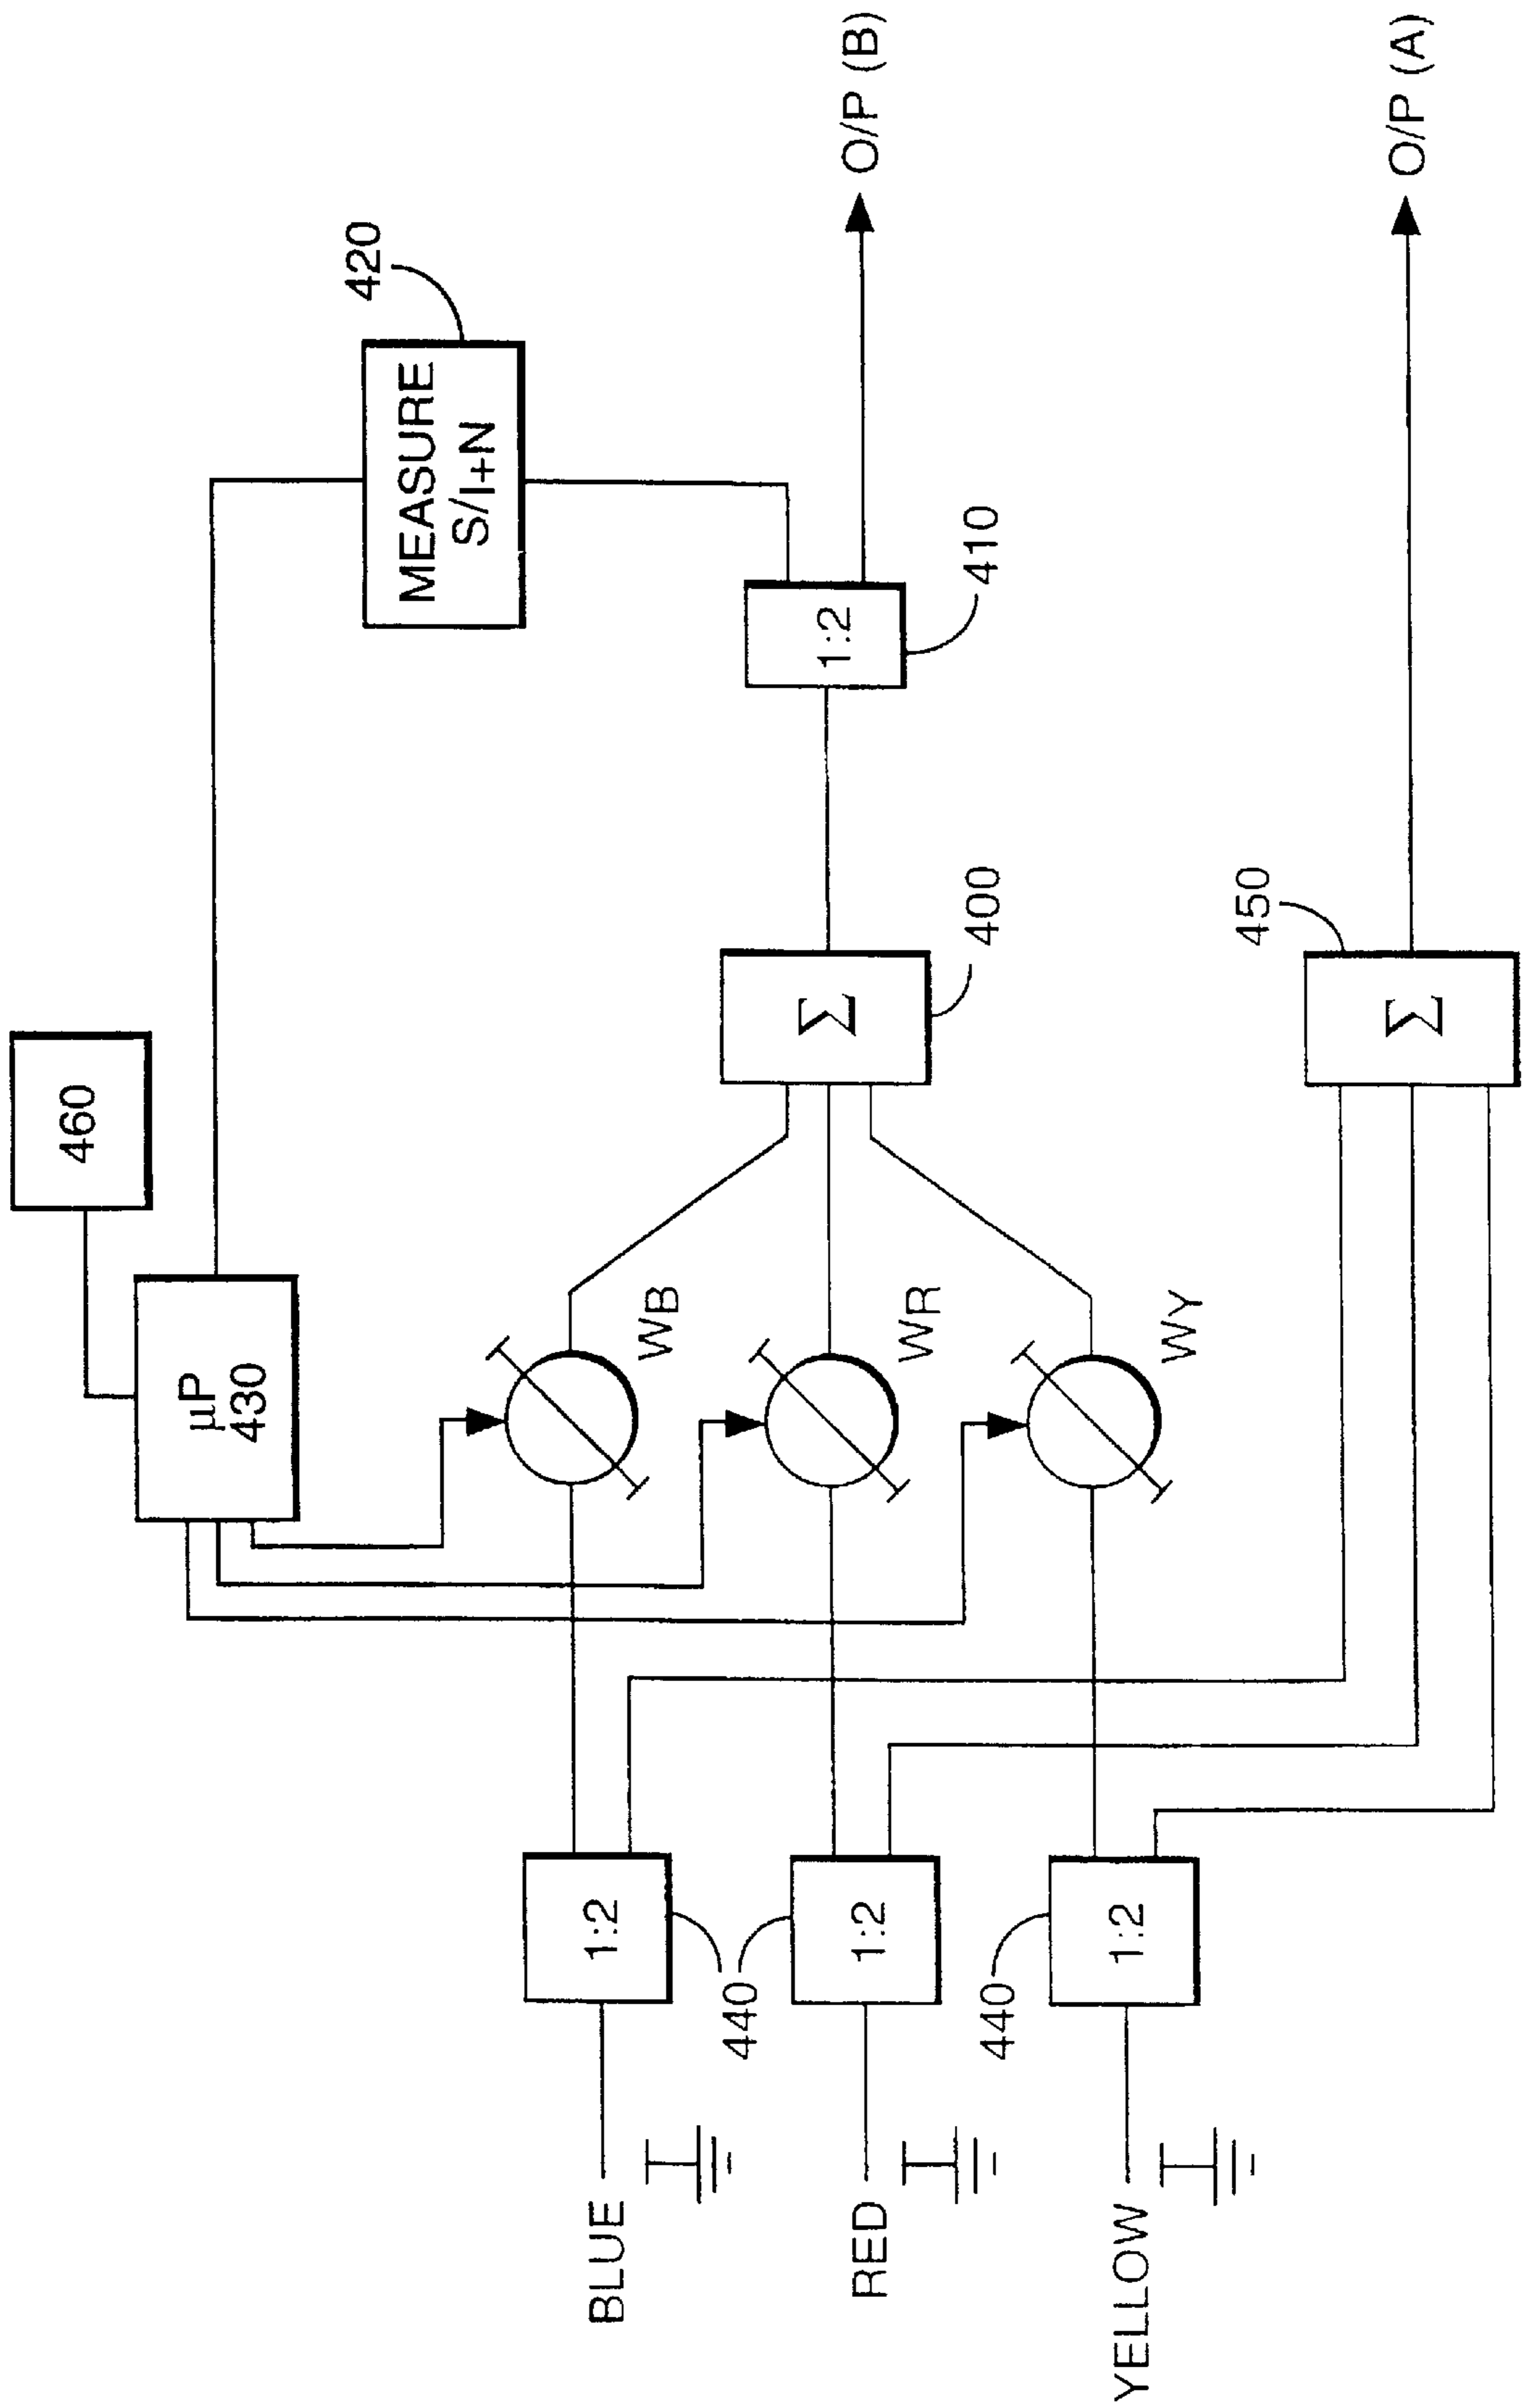 460
µP
430
MEASURE
S/I+N
420
BLUE
1:2
WB
440
RED
1:2
WR
Σ
400
1:2
410
O/P (B)
440
YELLOW
1:2
WY
450
Σ
O/P (A)